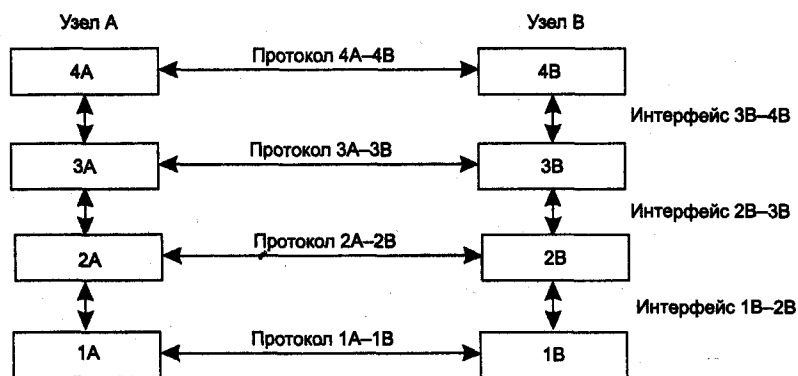 Узел А
Узел В
Протокол 4А–4В
4А
4В
Интерфейс 3В–4В
Протокол 3А–3В
3А
3В
Интерфейс 2В–3В
Протокол 2А–2В
2А
2В
Интерфейс 1В–2В
Протокол 1А–1В
1А
1В